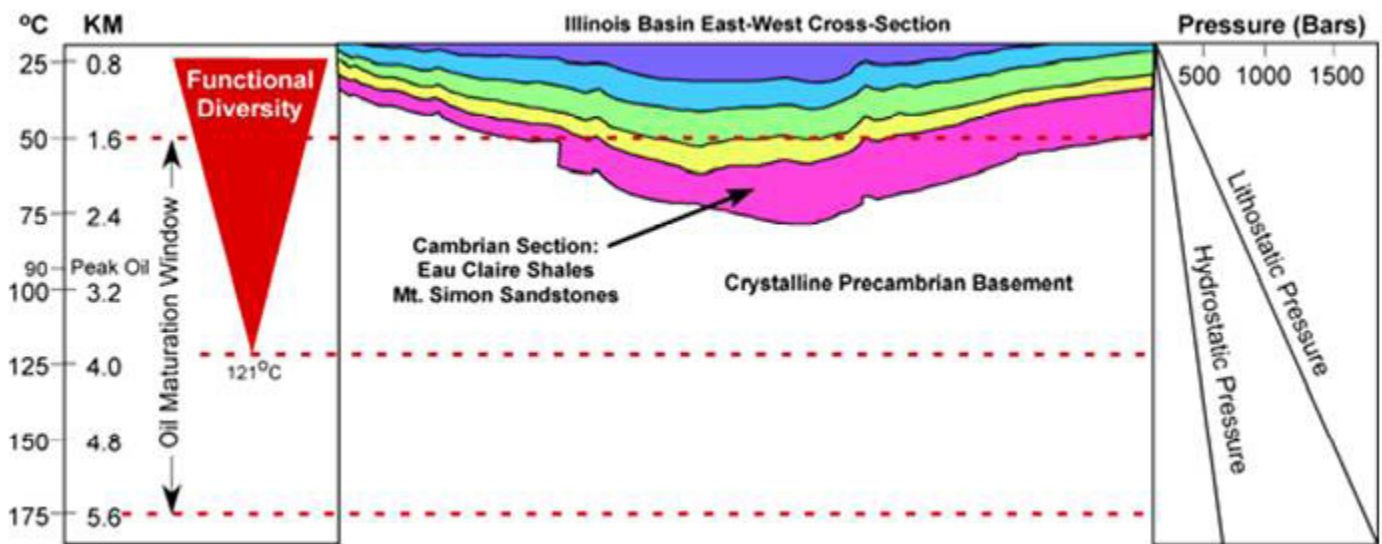 ºC KM Illinois Basin East-West Cross-Section Pressure (Bars)
25 0.8 500 1000 1500
Functional
Diversity
50 1.6
75 2.4
90 Peak Oil
100 3.2
125 4.0
150 4.8
175 5.6
Oil Maturation Window
121ºC
Cambrian Section:
Eau Claire Shales
Mt. Simon Sandstones
Crystalline Precambrian Basement
Hydrostatic Pressure
Lithostatic Pressure